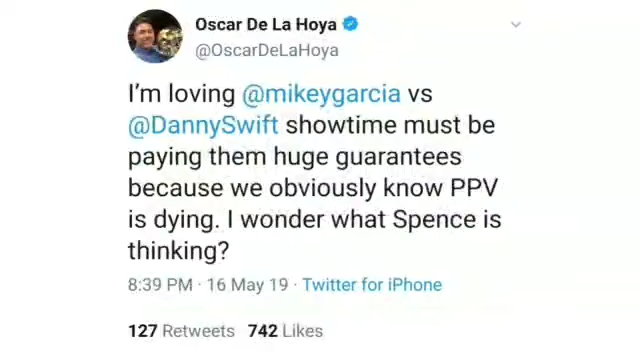 Oscar De La Hoya
@OscarDeLaHoya
I’m loving @mikeygarcia vs
@DannySwift showtime must be
paying them huge guarantees
because we obviously know PPV
is dying. I wonder what Spence is
thinking?
8:39 PM · 16 May 19 · Twitter for iPhone
127 Retweets 742 Likes